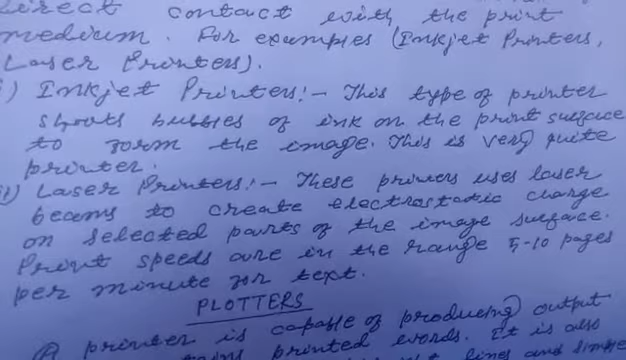 direct contact with the print
medium. For examples (Inkjet Printers,
Laser Printers).
i) Inkjet Printers:- This type of printer
shoots bubbles of ink on the print surface
to form the image. This is very quite
printer.
ii) Laser Printers:- These printers uses laser
beams to create electrostatic charge
on selected parts of the image surface.
Print speeds are in the range 5-10 pages
per minute for text.
PLOTTERS
A printer is capable of producing output
printed words. It is also
lines and simple